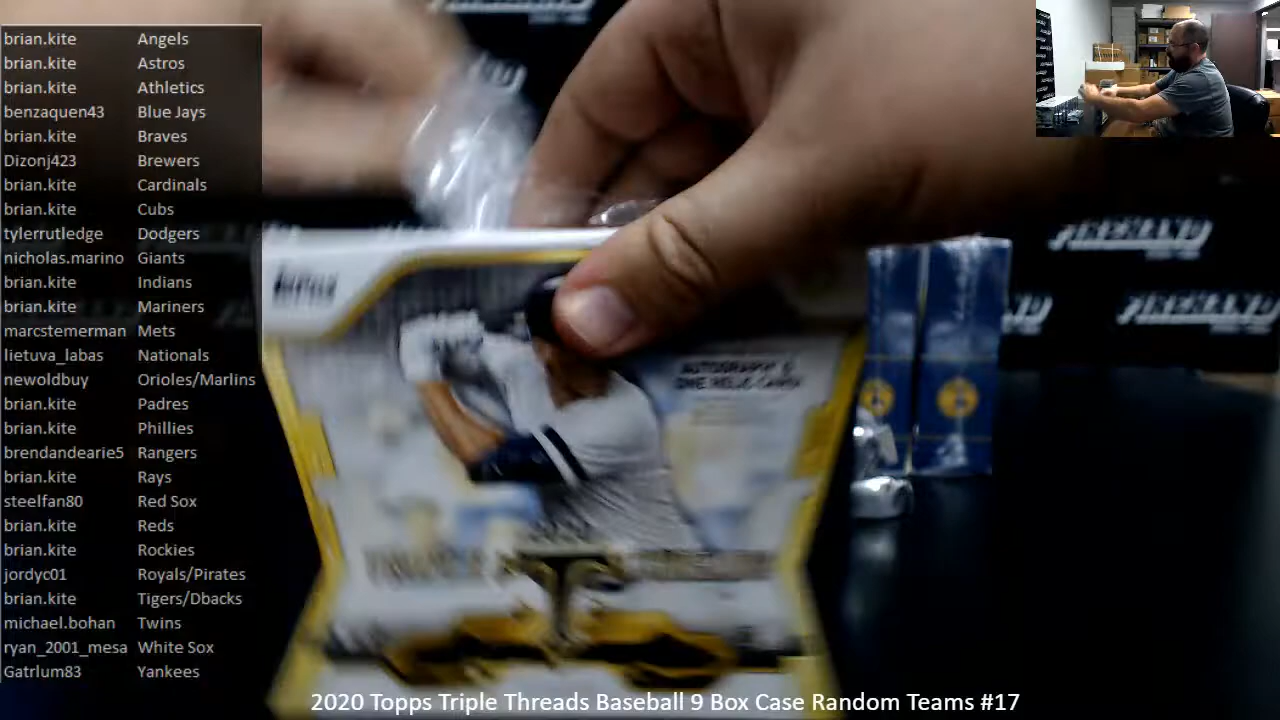 brian.kite Angels
brian.kite Astros
brian.kite Athletics
benzaquen43 Blue Jays
brian.kite Braves
Dizonj423 Brewers
brian.kite Cardinals
brian.kite Cubs
tylerrutledge Dodgers
nicholas.marino Giants
brian.kite Indians
brian.kite Mariners
marcstemerman Mets
lietuva_labas Nationals
newoldbuy Orioles/Marlins
brian.kite Padres
brian.kite Phillies
brendandearie5 Rangers
brian.kite Rays
steelfan80 Red Sox
brian.kite Reds
brian.kite Rockies
jordyc01 Royals/Pirates
brian.kite Tigers/Dbacks
michael.bohan Twins
ryan_2001_mesa White Sox
Gatrlum83 Yankees
topps
2020
TRIPLE THREADS
2020 Topps Triple Threads Baseball 9 Box Case Random Teams #17